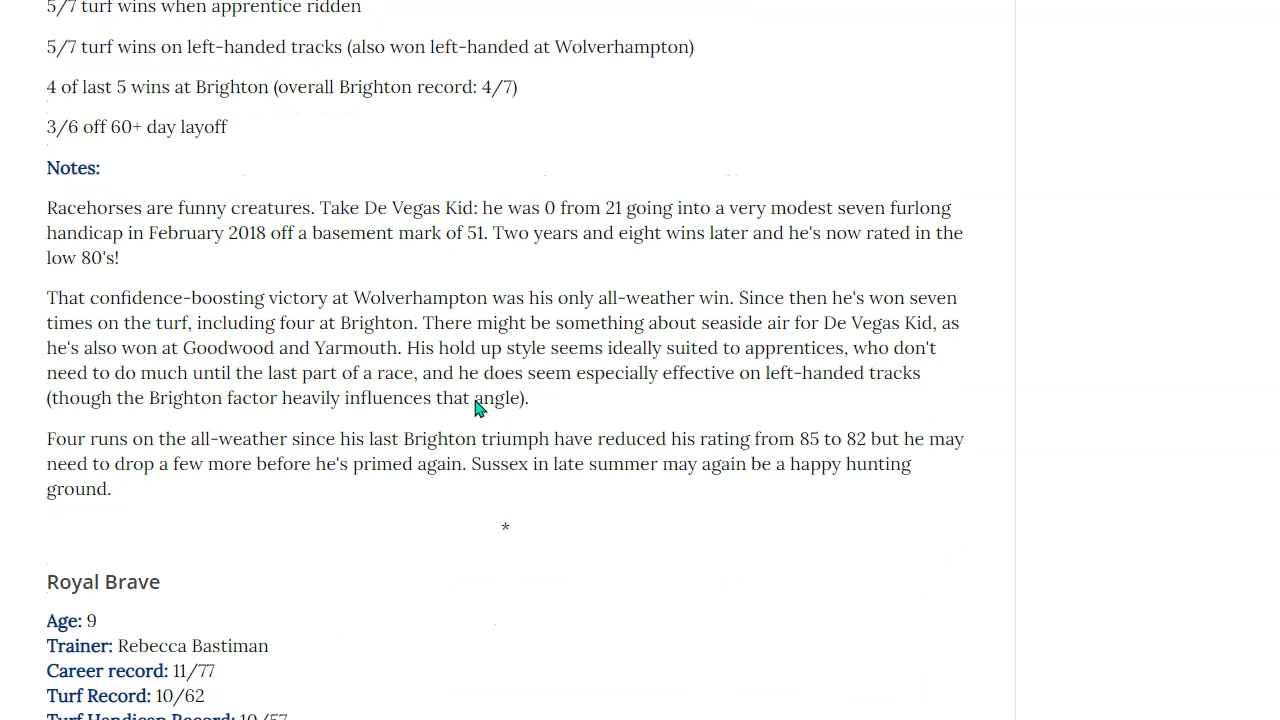 5/7 turf wins when apprentice ridden
5/7 turf wins on left-handed tracks (also won left-handed at Wolverhampton)
4 of last 5 wins at Brighton (overall Brighton record: 4/7)
3/6 off 60+ day layoff
Notes:
Racehorses are funny creatures. Take De Vegas Kid: he was 0 from 21 going into a very modest seven furlong
handicap in February 2018 off a basement mark of 51. Two years and eight wins later and he's now rated in the
low 80's!
That confidence-boosting victory at Wolverhampton was his only all-weather win. Since then he's won seven
times on the turf, including four at Brighton. There might be something about seaside air for De Vegas Kid, as
he's also won at Goodwood and Yarmouth. His hold up style seems ideally suited to apprentices, who don't
need to do much until the last part of a race, and he does seem especially effective on left-handed tracks
(though the Brighton factor heavily influences that angle).
Four runs on the all-weather since his last Brighton triumph have reduced his rating from 85 to 82 but he may
need to drop a few more before he's primed again. Sussex in late summer may again be a happy hunting
ground.
*
Royal Brave
Age: 9
Trainer: Rebecca Bastiman
Career record: 11/77
Turf Record: 10/62
Turf Handicap Record: 10/57